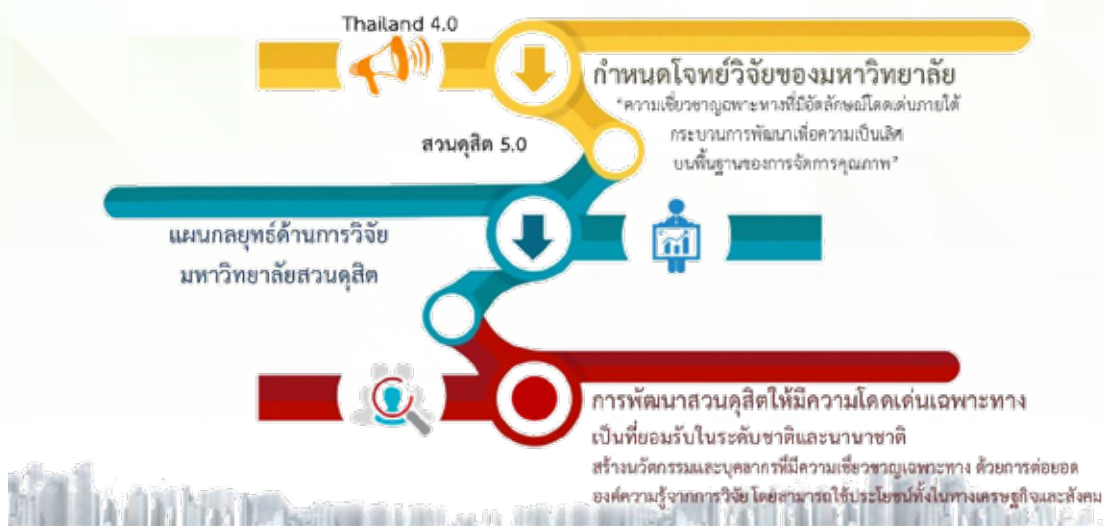 Thailand 4.0
กำหนดโจทย์วิจัยของมหาวิทยาลัย
"ความเชี่ยวชาญเฉพาะทางที่มีอัตลักษณ์โดดเด่นภายใต้
กระบวนการพัฒนาเพื่อความเป็นเลิศ
บนพื้นฐานของการจัดการคุณภาพ"
สวนดุสิต 5.0
แผนกลยุทธ์ด้านการวิจัย
มหาวิทยาลัยสวนดุสิต
การพัฒนาสวนดุสิตให้มีความโดดเด่นเฉพาะทาง
เป็นที่ยอมรับในระดับชาติและนานาชาติ
สร้างนวัตกรรมและบุคลากรที่มีความเชี่ยวชาญเฉพาะทาง ด้วยการต่อยอด
องค์ความรู้จากการวิจัย โดยสามารถใช้ประโยชน์ทั้งในทางเศรษฐกิจและสังคม